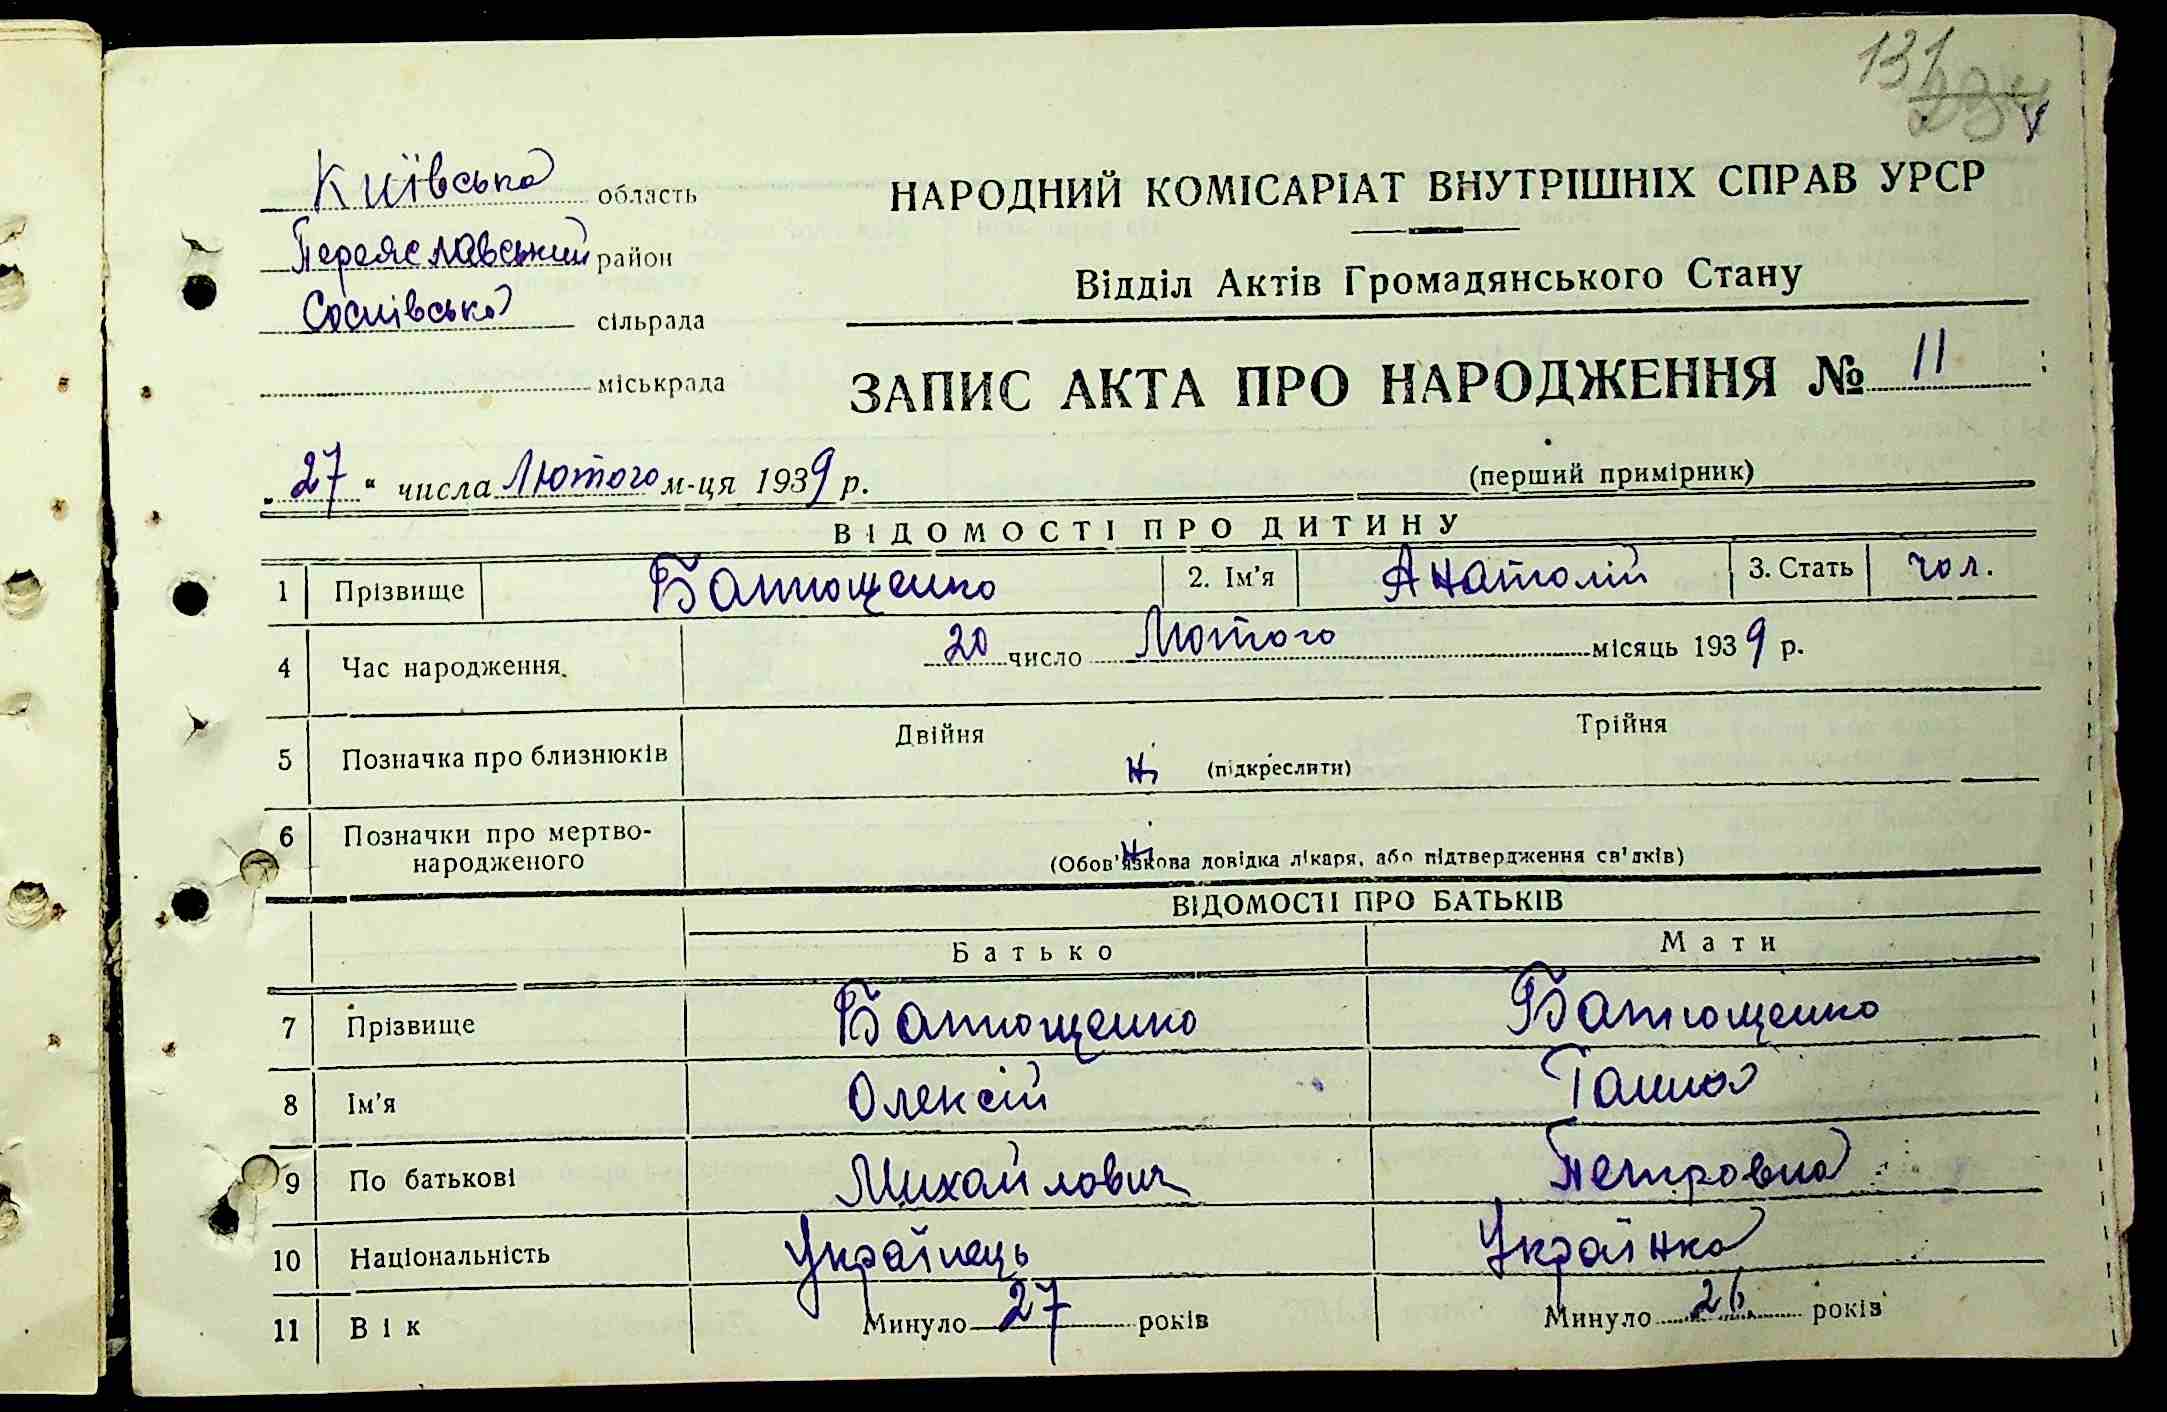 131
234
Київська область
Переяславський район
Соснівська сільрада
міськрада
НАРОДНИЙ КОМІСАРІАТ ВНУТРІШНІХ СПРАВ УРСР
Відділ Актів Громадянського Стану
ЗАПИС АКТА ПРО НАРОДЖЕННЯ № 11
„27“ числа Лютого м-ця 1939 р.
(перший примірник)
ВІДОМОСТІ ПРО ДИТИНУ
1 Прізвище Батющенко 2. Ім'я Анатолій 3. Стать чол.
4 Час народження. 20 число Лютого місяць 1939 р.
5 Позначка про близнюків Двійня Трійня
(підкреслити)
6 Позначки про мертво-
народженого (Обов'язкова довідка лікаря, або підтвердження св'дків)
ВІДОМОСТІ ПРО БАТЬКІВ
Батько Мати
7 Прізвище Батющенко Батющенко
8 Ім'я Олексій Ганна
9 По батькові Михайлович Петровна
10 Національність Українець Українка
11 Вік Минуло 27 років Минуло 26 років